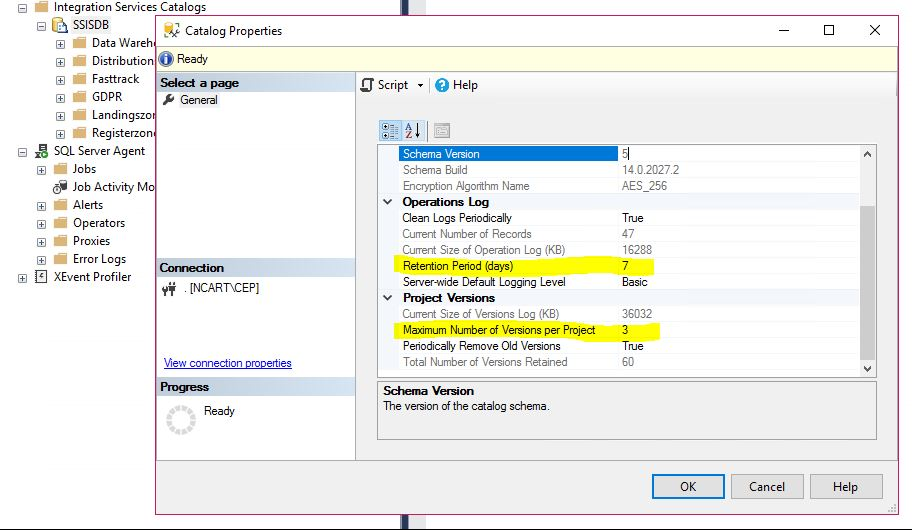 Integration Services Catalogs
SSISDB
Data Wareh
Distribution
Fasttrack
GDPR
Landingszor
Registerzone
SQL Server Agent
Jobs
Job Activity Mo
Alerts
Operators
Proxies
Error Logs
XEvent Profiler
Catalog Properties
Ready
Select a page
General
Connection
. [NCART\CEP]
View connection properties
Progress
Ready
Script
Help
Schema Version 5
Schema Build 14.0.2027.2
Encryption Algorithm Name AES_256
Operations Log
Clean Logs Periodically True
Current Number of Records 47
Current Size of Operation Log (KB) 16288
Retention Period (days) 7
Server-wide Default Logging Level Basic
Project Versions
Current Size of Versions Log (KB) 36032
Maximum Number of Versions per Project 3
Periodically Remove Old Versions True
Total Number of Versions Retained 60
Schema Version
The version of the catalog schema.
OK
Cancel
Help